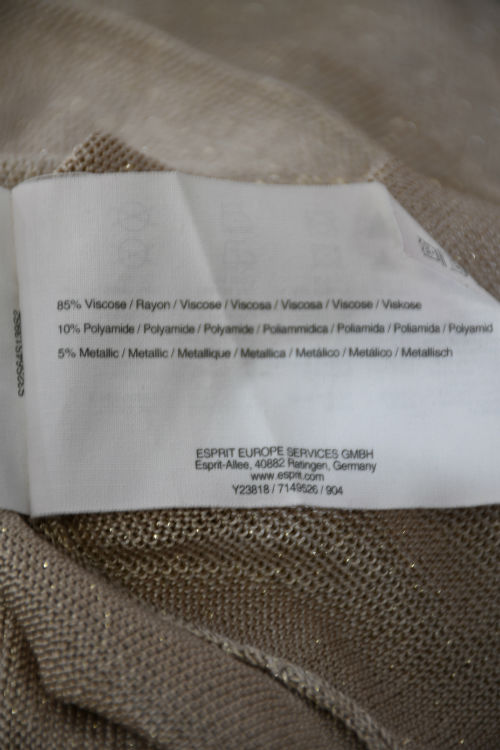 85% Viscose / Rayon / Viscose / Viscosa / Viscosa / Viscose / Viskose
10% Polyamide / Polyamide / Polyamide / Poliammidica / Poliamida / Poliamida / Polyamid
5% Metallic / Metallic / Metallique / Metallica / Metálico / Metálico / Metallisch
ESPRIT EUROPE SERVICES GMBH
Esprit-Allee, 40882 Ratingen, Germany
www.esprit.com
Y23818 / 7149526 / 904